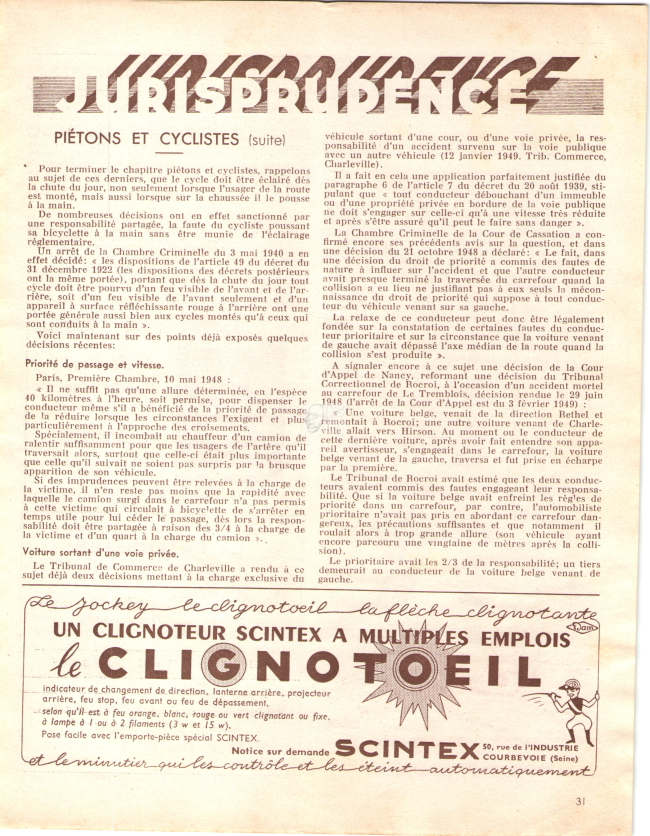 JURISPRUDENCE
PIÉTONS ET CYCLISTES (suite)
Pour terminer le chapitre piétons et cyclistes, rappelons
au sujet de ces derniers, que le cycle doit être éclairé dès
la chute du jour, non seulement lorsque l'usager de la route
est monté, mais aussi lorsque sur la chaussée il le pousse
à la main.
De nombreuses décisions ont en effet sanctionné par
une responsabilité partagée, la faute du cycliste poussant
sa bicyclette à la main sans être munie de l'éclairage
réglementaire.
Un arrêt de la Chambre Criminelle du 3 mai 1940 a en
effet décidé: « les dispositions de l'article 49 du décret du
31 décembre 1922 (les dispositions des décrets postérieurs
ont la même portée), portant que dès la chute du jour tout
cycle doit être pourvu d'un feu visible de l'avant et de l'ar-
rière, soit d'un feu visible de l'avant seulement et d'un
appareil à surface réfléchissante rouge à l'arrière ont une
portée générale aussi bien aux cycles montés qu'à ceux qui
sont conduits à la main ».
Voici maintenant sur des points déjà exposés quelques
décisions récentes:
Priorité de passage et vitesse.
Paris, Première Chambre, 10 mai 1948 :
« Il ne suffit pas qu'une allure déterminée, en l'espèce
40 kilomètres à l'heure, soit permise, pour dispenser le
conducteur même s'il a bénéficié de la priorité de passage
de la réduire lorsque les circonstances l'exigent et plus
particulièrement à l'approche des croisements.
Spécialement, il incombait au chauffeur d'un camion de
ralentir suffisamment pour que les usagers de l'artère qu'il
traversait alors, surtout que celle-ci était plus importante
que celle qu'il suivait ne soient pas surpris par la brusque
apparition de son véhicule.
Si des imprudences peuvent être relevées à la charge de
la victime, il n'en reste pas moins que la rapidité avec
laquelle le camion surgi dans le carrefour n'a pas permis
à cette victime qui circulait à bicyclette de s'arrêter en
temps utile pour lui céder le passage, dès lors la respon-
sabilité doit être partagée à raison des 3/4 à la charge de
la victime et d'un quart à la charge du camion ».
Voiture sortant d'une voie privée.
Le Tribunal de Commerce de Charleville a rendu à ce
sujet déjà deux décisions mettant à la charge exclusive du
véhicule sortant d'une cour, ou d'une voie privée, la res-
ponsabilité d'un accident survenu sur la voie publique
avec un autre véhicule (12 janvier 1949. Trib. Commerce,
Charleville).
Il a fait en cela une application parfaitement justifiée du
paragraphe 6 de l'article 7 du décret du 20 août 1939, sti-
pulant que « tout conducteur débouchant d'un immeuble
ou d'une propriété privée en bordure de la voie publique
ne doit s'engager sur celle-ci qu'à une vitesse très réduite
et après s'être assuré qu'il peut le faire sans danger ».
La Chambre Criminelle de la Cour de Cassation a con-
firmé encore ses précédents avis sur la question, et dans
une décision du 21 octobre 1948 a déclaré: « Le fait, dans
une décision du droit de priorité a commis des fautes de
nature à influer sur l'accident et que l'autre conducteur
avait presque terminé la traversée du carrefour quand la
collision a eu lieu ne justifiant pas à eux seuls la mécon-
naissance du droit de priorité qui suppose à tout conduc-
teur du véhicule venant sur sa gauche.
La relaxe de ce conducteur peut donc être légalement
fondée sur la constatation de certaines fautes du conduc-
teur prioritaire et sur la circonstance que la voiture venant
de gauche avait dépassé l'axe médian de la route quand la
collision s'est produite ».
A signaler encore à ce sujet une décision de la Cour
d'Appel de Nancy, reformant une décision du Tribunal
Correctionnel de Rocroi, à l'occasion d'un accident mortel
au carrefour de Le Tremblois, décision rendue le 29 juin
1948 (l'arrêt de la Cour d'Appel est du 3 février 1949) :
Une voiture belge, venait de la direction Rethel et
remontait à Rocroi; une autre voiture venant de Charle-
ville allait vers Hirson. Au moment où le conducteur de
cette dernière voiture, après avoir fait entendre son appa-
reil avertisseur, s'engageait dans le carrefour, la voiture
belge venant de la gauche, traversa et fut prise en écharpe
par la première.
Le Tribunal de Rocroi avait estimé que les deux conduc-
teurs avaient commis des fautes engageant leur responsa-
bilité. Que si la voiture belge avait enfreint les règles de
priorité dans un carrefour, par contre, l'automobiliste
prioritaire n'avait pas pris en abordant ce carrefour dan-
gereux, les précautions suffisantes et que notamment il
roulait alors à trop grande allure (son véhicule ayant
encore parcouru une vingtaine de mètres après la colli-
sion).
Le prioritaire avait les 2/3 de la responsabilité; un tiers
demeurait au conducteur de la voiture belge venant de
gauche.
Le jockey le clignotoeil la flèche clignotante
UN CLIGNOTEUR SCINTEX A MULTIPLES EMPLOIS
le CLIGNOTOEIL
indicateur de changement de direction, lanterne arrière, projecteur
arrière, feu stop, feu avant ou feu de dépassement,
selon qu'il est à feu orange, blanc, rouge ou vert clignotant ou fixe,
à lampe à 1 ou à 2 filaments (3 w et 15 w).
Pose facile avec l'emporte-pièce spécial SCINTEX.
Notice sur demande SCINTEX 50, rue de l'INDUSTRIE
COURBEVOIE (Seine)
et le minutier qui les contrôle et les éteint automatiquement
31